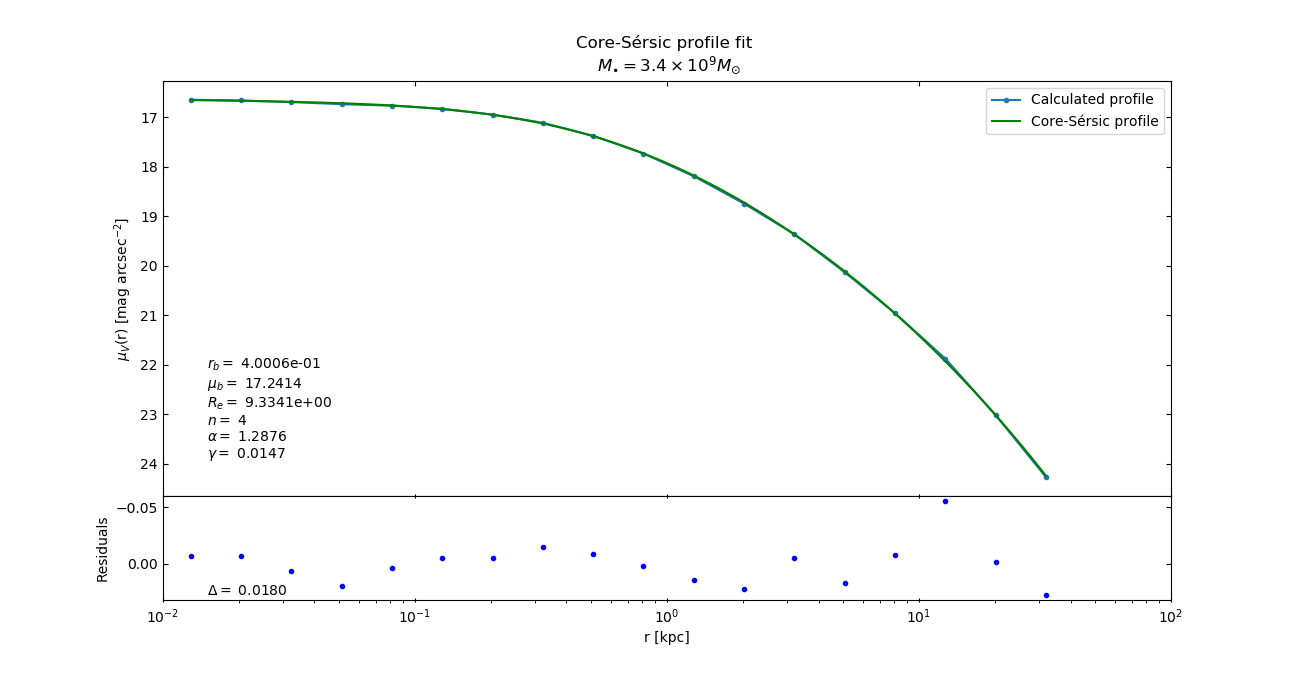 Core-Sérsic profile fit
M• = 3.4 × 10⁹M⊙
Calculated profile
Core-Sérsic profile
μV(r) [mag arcsec⁻²]
17
18
19
20
21
22
23
24
r_b = 4.0006e-01
μ_b = 17.2414
R_e = 9.3341e+00
n = 4
α = 1.2876
γ = 0.0147
Residuals
−0.05
0.00
Δ = 0.0180
10⁻² 10⁻¹ 10⁰ 10¹ 10²
r [kpc]